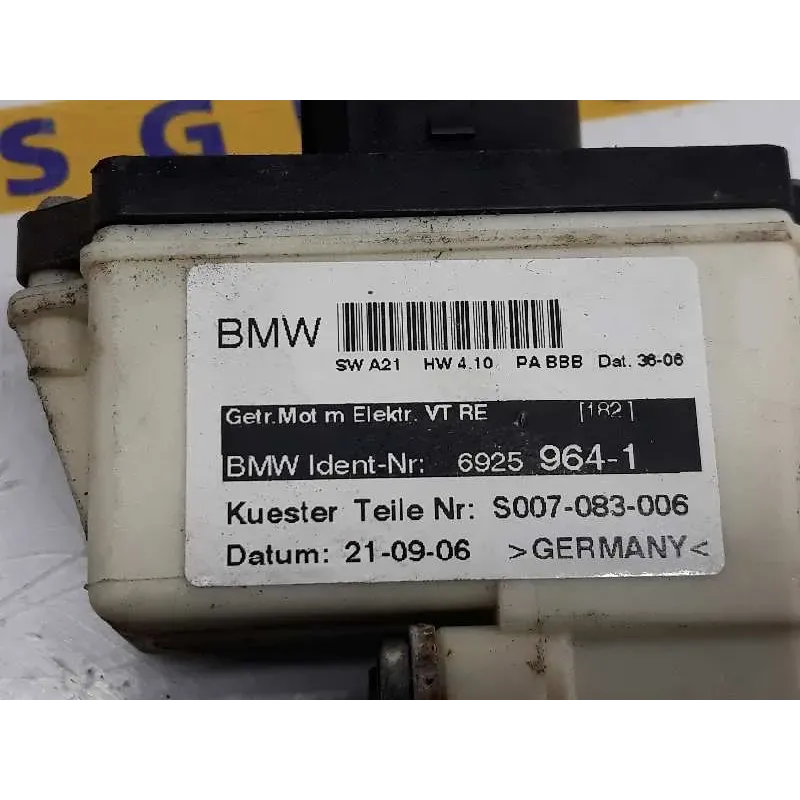 S G
BMW
SW A21 HW 4.10 PA BBB Dat. 36-06
Getr.Mot m Elektr. VT RE [182]
BMW Ident-Nr: 6925 964-1
Kuester Teile Nr: S007-083-006
Datum: 21-09-06 >GERMANY<